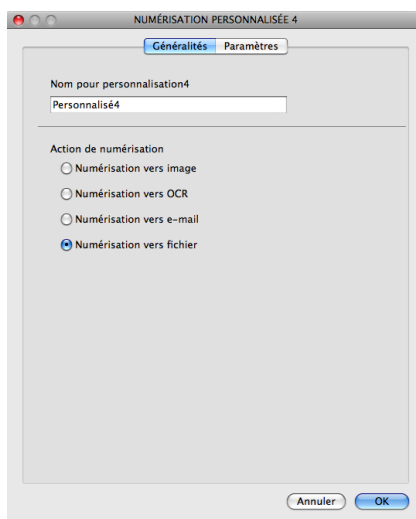 NUMÉRISATION PERSONNALISÉE 4
Généralités Paramètres
Nom pour personnalisation4
Personnalisé4
Action de numérisation
Numérisation vers image
Numérisation vers OCR
Numérisation vers e-mail
Numérisation vers fichier
Annuler OK